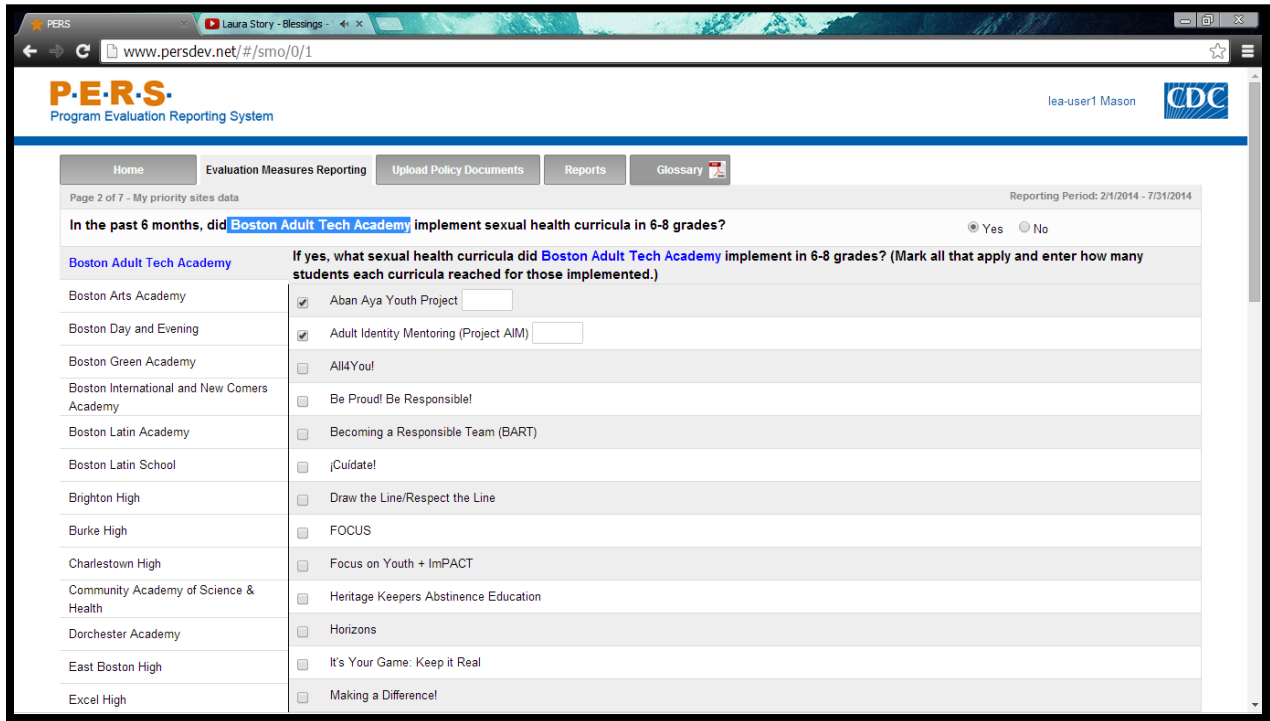 PERS
Laura Story - Blessings -
www.persdev.net/#/smo/0/1
P·E·R·S·
Program Evaluation Reporting System
lea-user1 Mason
CDC
Home
Evaluation Measures Reporting
Upload Policy Documents
Reports
Glossary
Page 2 of 7 - My priority sites data
Reporting Period: 2/1/2014 - 7/31/2014
In the past 6 months, did Boston Adult Tech Academy implement sexual health curricula in 6-8 grades?
Yes
No
Boston Adult Tech Academy
If yes, what sexual health curricula did Boston Adult Tech Academy implement in 6-8 grades? (Mark all that apply and enter how many
students each curricula reached for those implemented.)
Boston Arts Academy
Aban Aya Youth Project
Boston Day and Evening
Adult Identity Mentoring (Project AIM)
Boston Green Academy
All4You!
Boston International and New Comers
Academy
Be Proud! Be Responsible!
Boston Latin Academy
Becoming a Responsible Team (BART)
Boston Latin School
¡Cuídate!
Brighton High
Draw the Line/Respect the Line
Burke High
FOCUS
Charlestown High
Focus on Youth + ImPACT
Community Academy of Science &
Health
Heritage Keepers Abstinence Education
Dorchester Academy
Horizons
East Boston High
It's Your Game: Keep it Real
Excel High
Making a Difference!